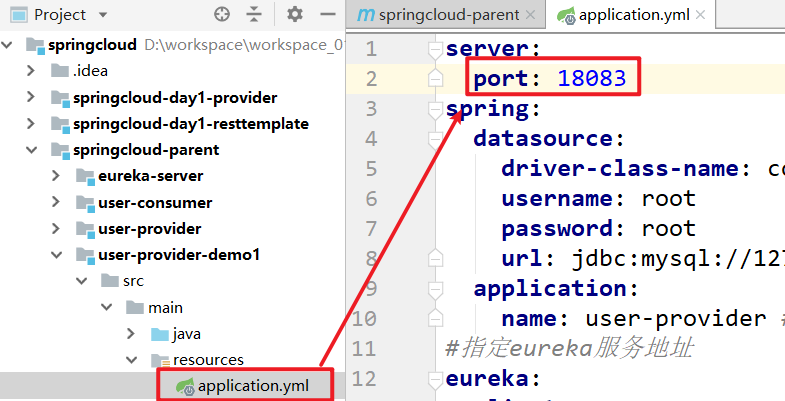 Project
springcloud D:\workspace\workspace_0
.idea
springcloud-day1-provider
springcloud-day1-resttemplate
springcloud-parent
eureka-server
user-consumer
user-provider
user-provider-demo1
src
main
java
resources
application.yml
springcloud-parent
application.yml
1 server:
2 port: 18083
3 spring:
4 datasource:
5 driver-class-name: co
6 username: root
7 password: root
8 url: jdbc:mysql://127
9 application:
10 name: user-provider #
11 #指定eureka服务地址
12 eureka: